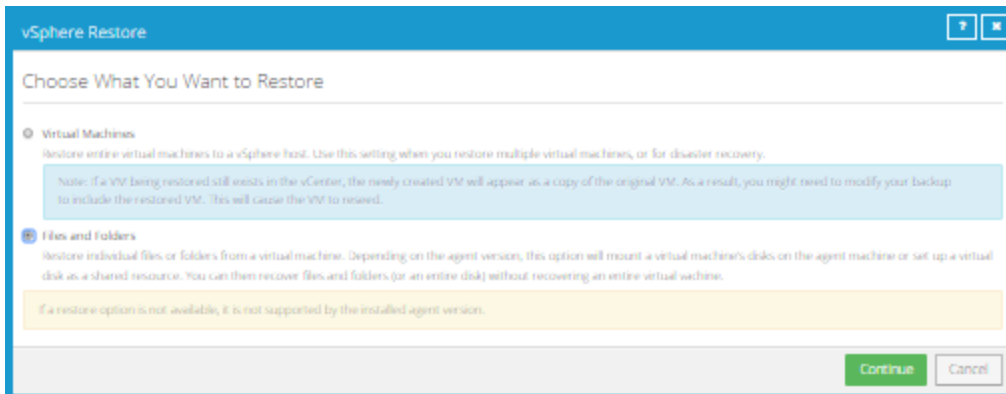 vSphere Restore
? ×
Choose What You Want to Restore
Virtual Machines
Restore entire virtual machines to a vSphere host. Use this setting when you restore multiple virtual machines, or for disaster recovery.
Note: If a VM being restored still exists in the vCenter, the newly created VM will appear as a copy of the original VM. As a result, you might need to modify your backup
to include the restored VM. This will cause the VM to reseed.
Files and Folders
Restore individual files or folders from a virtual machine. Depending on the agent version, this option will mount a virtual machine's disks on the agent machine or set up a virtual
disk as a shared resource. You can then recover files and folders (or an entire disk) without recovering an entire virtual vachine.
If a restore option is not available, it is not supported by the installed agent version.
Continue Cancel